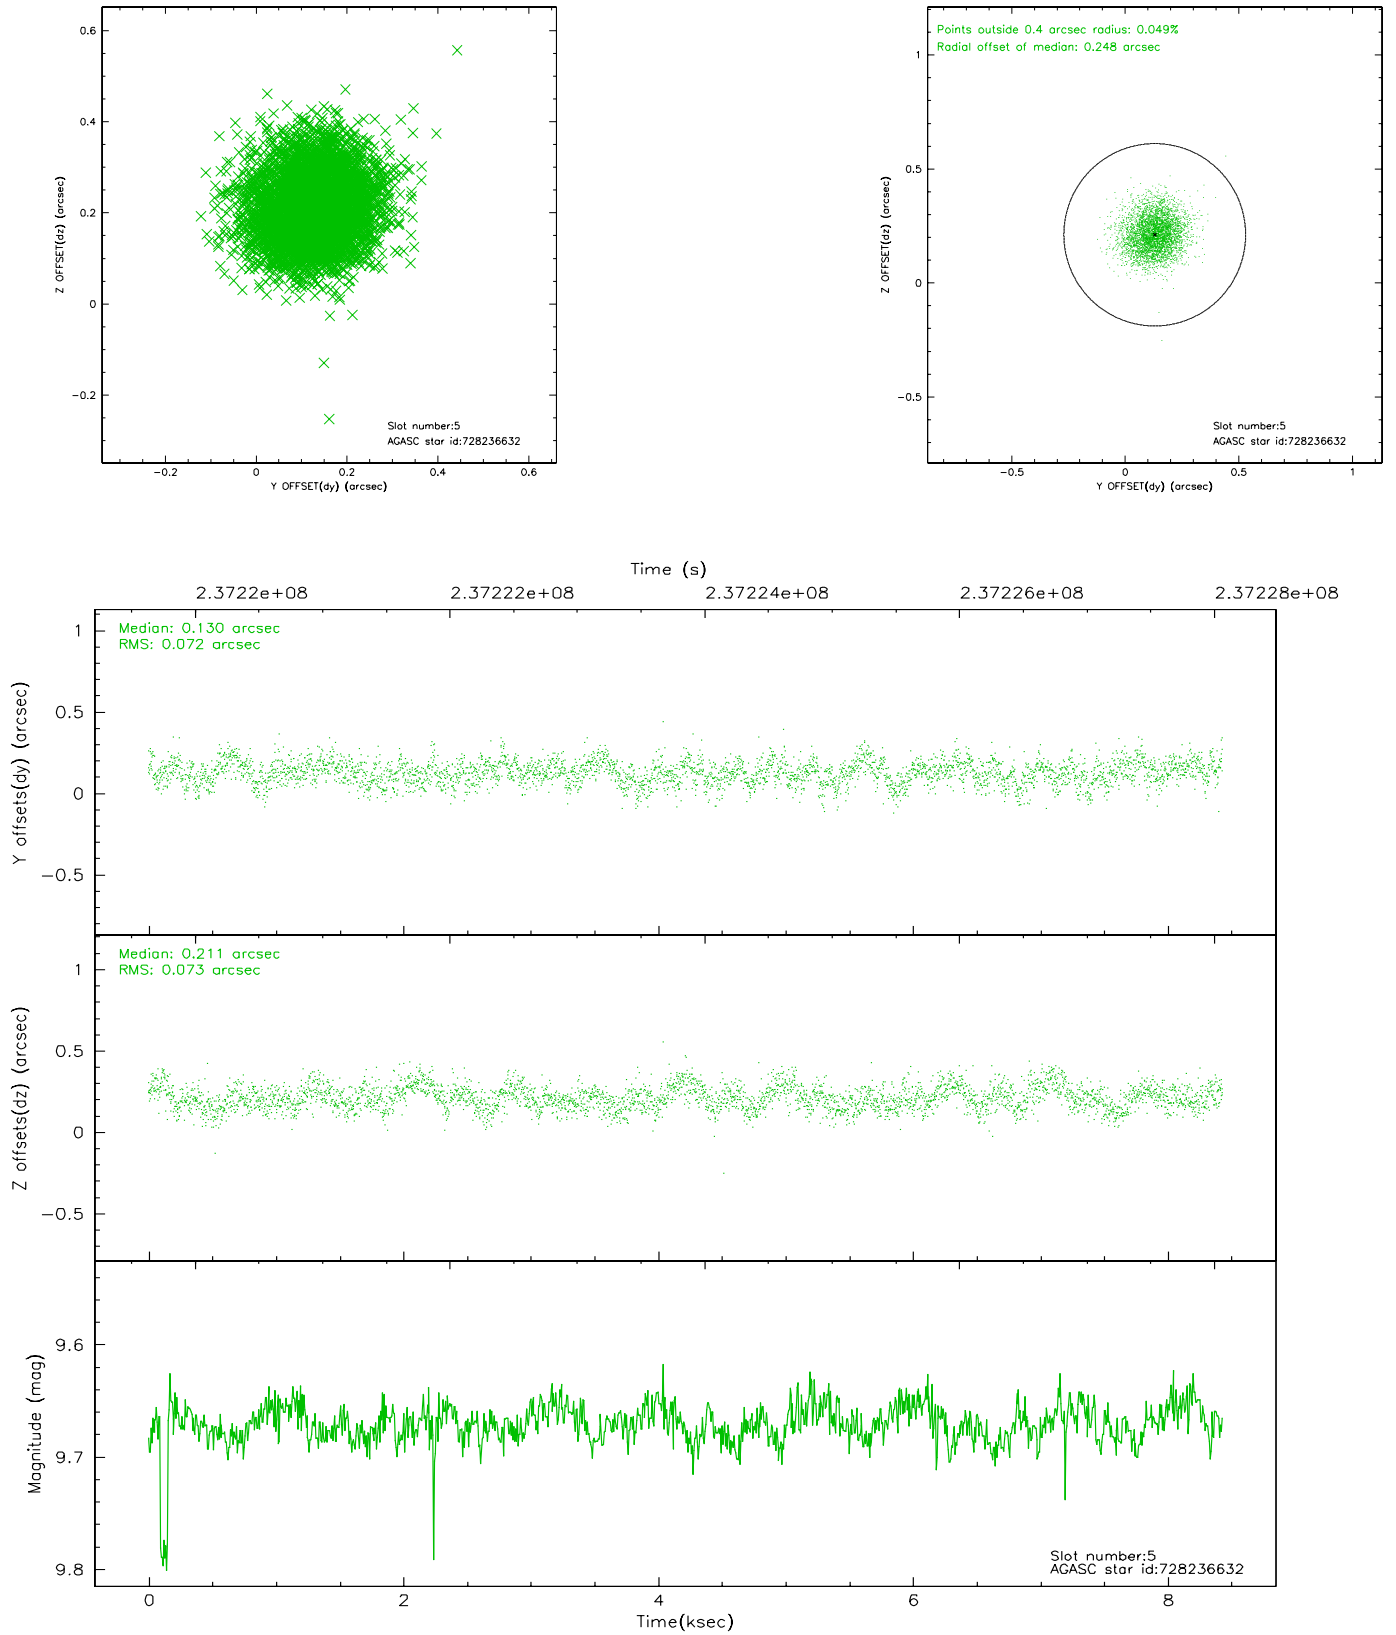 Points outside 0.4 arcsec radius: 0.049%
Radial offset of median: 0.248 arcsec
0.6
0.4
0.2
0
−0.2
Z OFFSET(dz) (arcsec)
Slot number:5
AGASC star id:728236632
−0.2 0 0.2 0.4 0.6
Y OFFSET(dy) (arcsec)
1
0.5
0
−0.5
Z OFFSET(dz) (arcsec)
Slot number:5
AGASC star id:728236632
−0.5 0 0.5 1
Y OFFSET(dy) (arcsec)
Time (s)
2.3722e+08 2.37222e+08 2.37224e+08 2.37226e+08 2.37228e+08
Median: 0.130 arcsec
RMS: 0.072 arcsec
1
0.5
0
−0.5
Y offsets(dy) (arcsec)
Median: 0.211 arcsec
RMS: 0.073 arcsec
1
0.5
0
−0.5
Z offsets(dz) (arcsec)
9.6
9.7
9.8
Magnitude (mag)
Slot number:5
AGASC star id:728236632
0 2 4 6 8
Time(ksec)